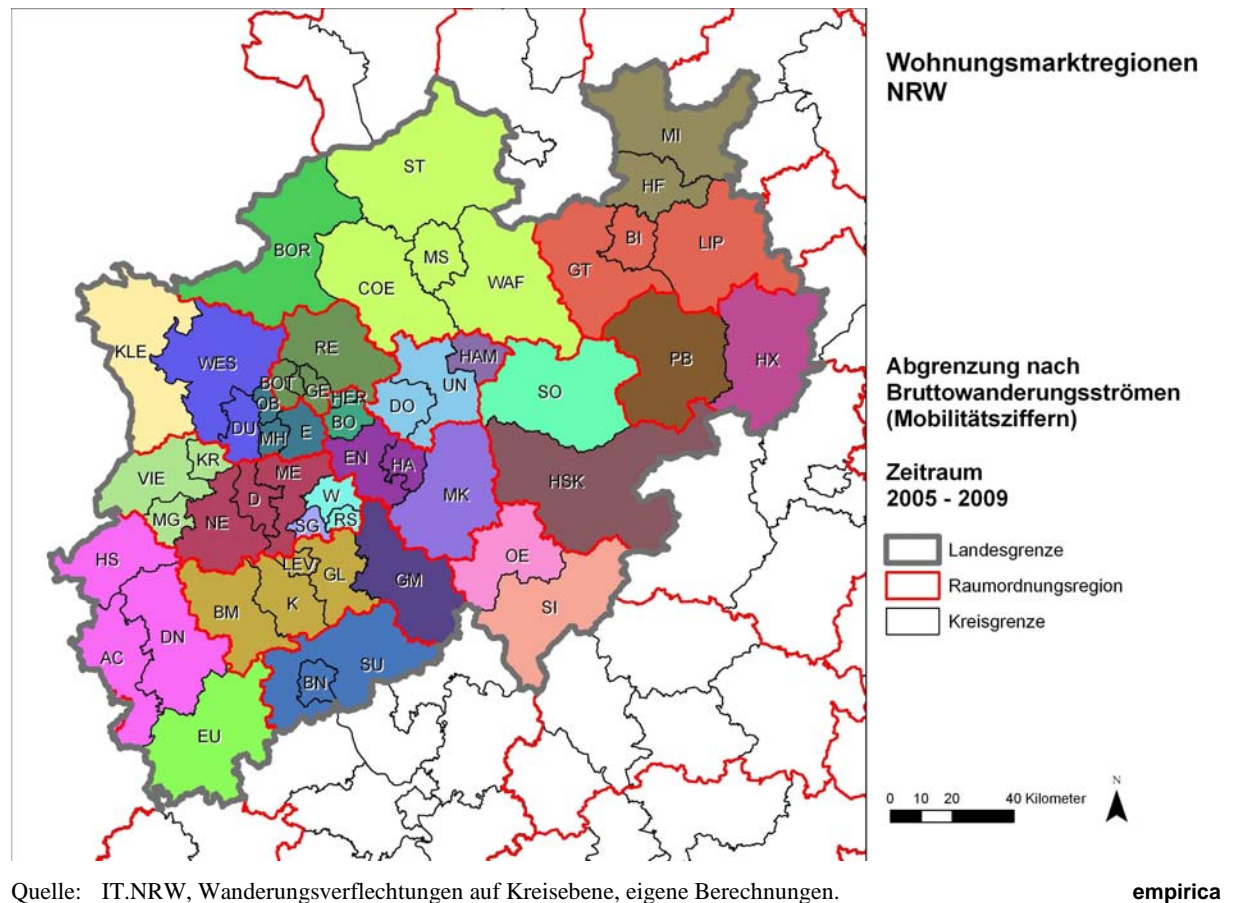 Wohnungsmarktregionen
NRW
MI
ST
HF
BI
LIP
BOR
MS
GT
COE
WAF
KLE
RE
HAM
PB
HX
WES
UN
BOT
GE
HER
SO
OB
DO
BO
DU
MH
E
EN
HA
KR
ME
HSK
VIE
W
MK
D
MG
NE
SG
RS
HS
OE
LEV
GL
GM
K
SI
BM
DN
AC
SU
BN
EU
Abgrenzung nach
Bruttowanderungsströmen
(Mobilitätsziffern)
Zeitraum
2005 - 2009
Landesgrenze
Raumordnungsregion
Kreisgrenze
N
0 10 20 40 Kilometer
Quelle: IT.NRW, Wanderungsverflechtungen auf Kreisebene, eigene Berechnungen.
empirica